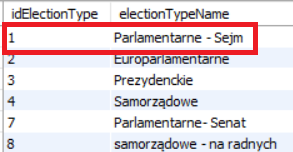 idElectionType electionTypeName
1 Parlamentarne - Sejm
2 Europarlamentarne
3 Prezydenckie
4 Samorządowe
7 Parlamentarne- Senat
8 samorządowe - na radnych